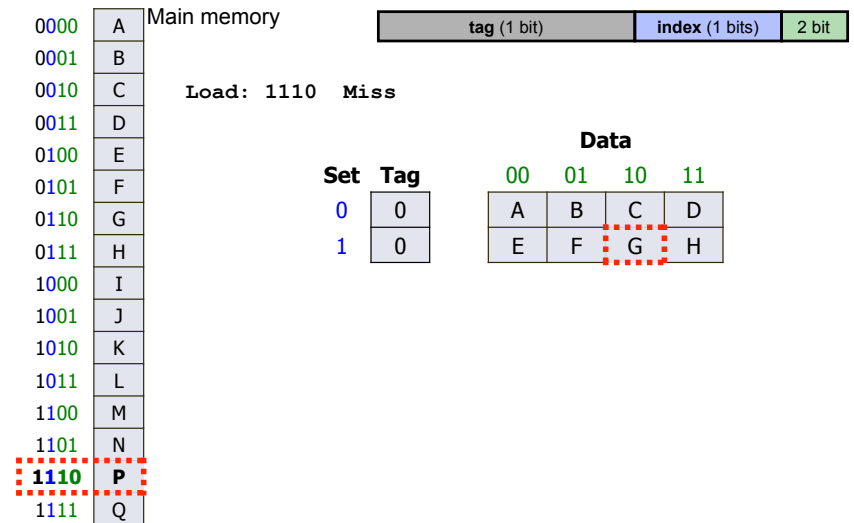 Main memory
tag (1 bit) index (1 bits) 2 bit
0000 A
0001 B
0010 C
Load: 1110 Miss
0011 D
Data
0100 E
Set Tag 00 01 10 11
0101 F
0 0 A B C D
0110 G
1 0 E F G H
0111 H
1000 I
1001 J
1010 K
1011 L
1100 M
1101 N
1110 P
1111 Q